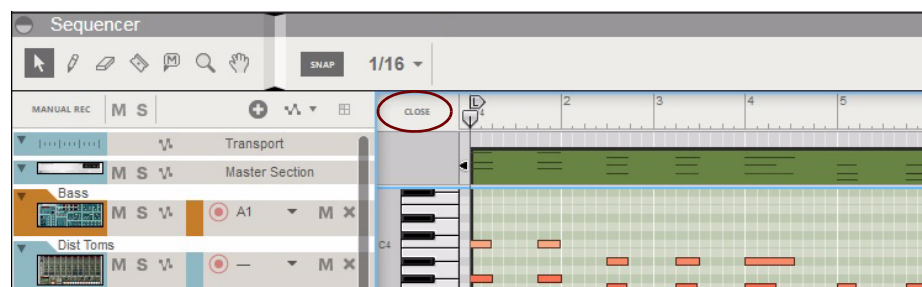 Sequencer
SNAP 1/16
MANUAL REC M S CLOSE L 4 2 3 4 5
Transport
M S Master Section
Bass
M S A1 M
Dist Toms
M S — M
C4